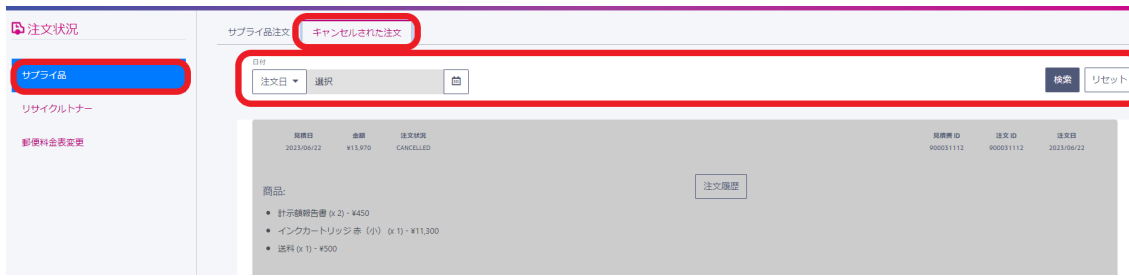 注文状況
サプライ品注文 キャンセルされた注文
サプライ品
リサイクルトナー
郵便料金表変更
日付
注文日 選択 検索 リセット
見積日 金額 注文状況 見積書 ID 注文 ID 注文日
2023/06/22 ¥13,970 CANCELLED 900031112 900031112 2023/06/22
注文履歴
商品:
計示額報告書 (x 2) - ¥450
インクカートリッジ 赤（小） (x 1) - ¥11,300
送料 (x 1) - ¥500